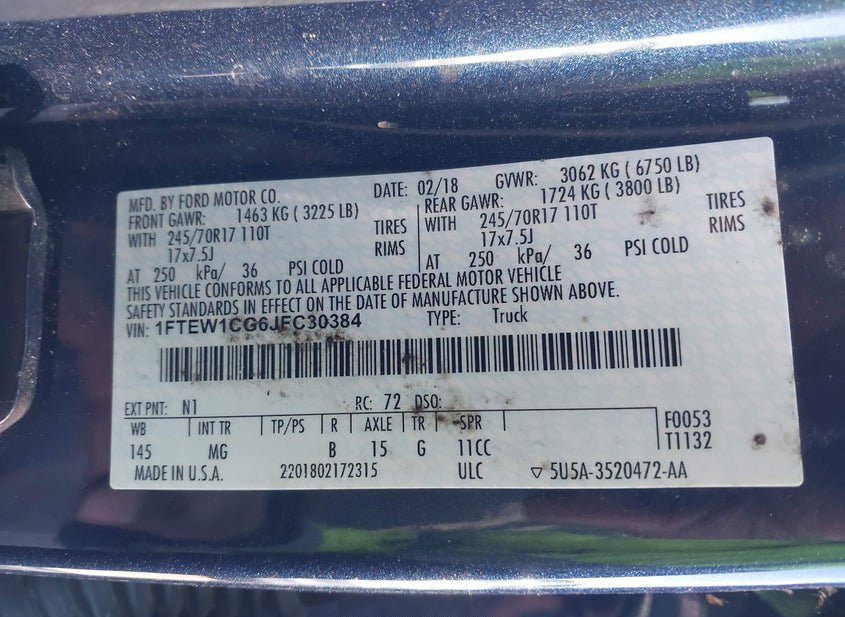 MFD. BY FORD MOTOR CO. DATE: 02/18 GVWR: 3062 KG ( 6750 LB)
FRONT GAWR: 1463 KG ( 3225 LB) REAR GAWR: 1724 KG ( 3800 LB)
WITH 245/70R17 110T TIRES WITH 245/70R17 110T TIRES
17x7.5J RIMS 17x7.5J RIMS
AT 250 kPa/ 36 PSI COLD AT 250 kPa/ 36 PSI COLD
THIS VEHICLE CONFORMS TO ALL APPLICABLE FEDERAL MOTOR VEHICLE
SAFETY STANDARDS IN EFFECT ON THE DATE OF MANUFACTURE SHOWN ABOVE.
VIN: 1FTEW1CG6JFC30384 TYPE: Truck
EXT PNT: N1 RC: 72 DSO:
WB INT TR TP/PS R AXLE TR SPR F0053
145 MG B 15 G 11CC T1132
MADE IN U.S.A. 2201802172315 ULC ▽ 5U5A-3520472-AA